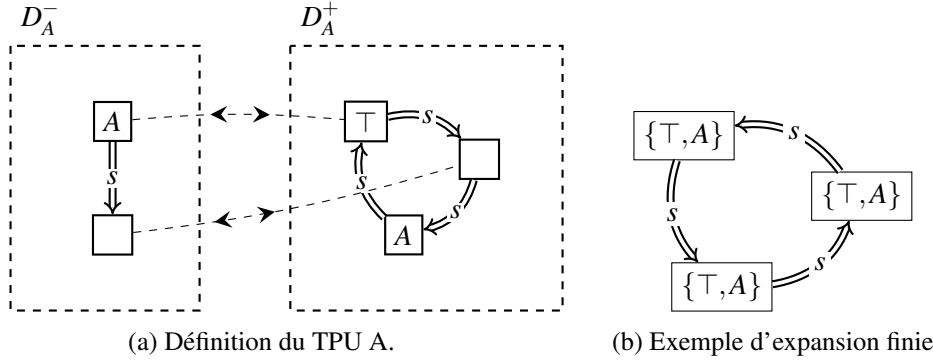 D_A^- D_A^+
A ⊤ s
s s s
A
{⊤, A} s
s {⊤, A}
{⊤, A} s
(a) Définition du TPU A. (b) Exemple d'expansion finie